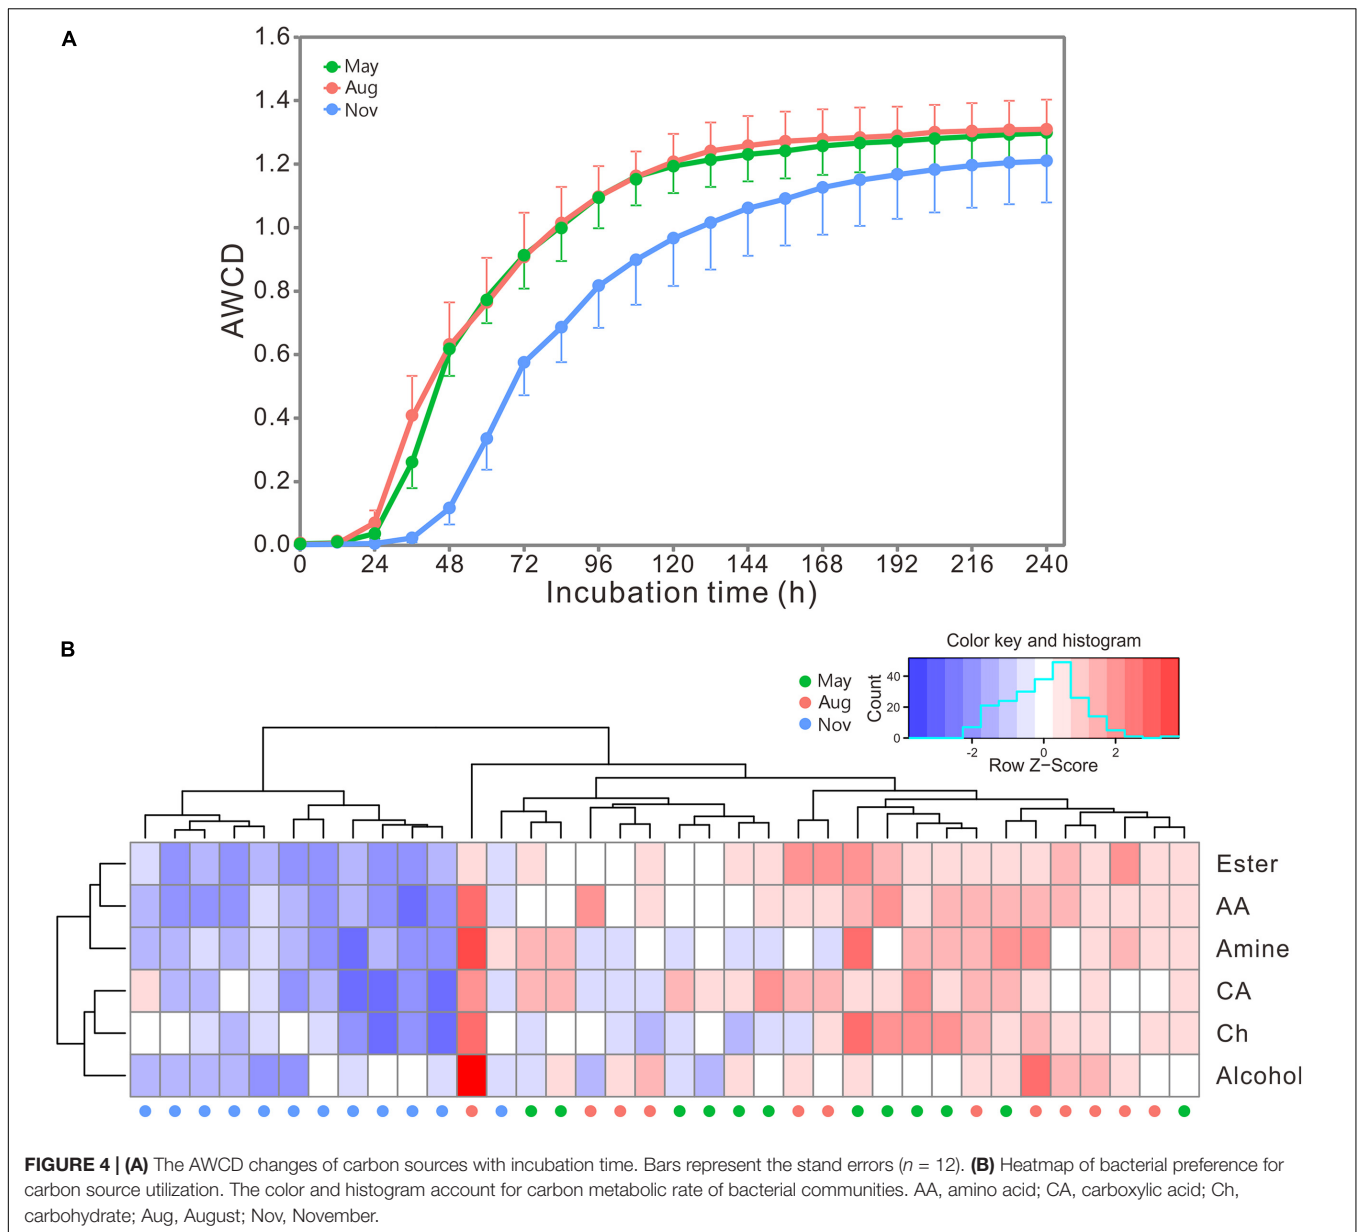 A
1.6
1.4
1.2
1.0
0.8
0.6
0.4
0.2
0.0
AWCD
May
Aug
Nov
0 24 48 72 96 120 144 168 192 216 240
Incubation time (h)
B
May
Aug
Nov
Color key and histogram
Count
40
20
0
-2 0 2
Row Z-Score
Ester
AA
Amine
CA
Ch
Alcohol
FIGURE 4 | (A) The AWCD changes of carbon sources with incubation time. Bars represent the stand errors (n = 12). (B) Heatmap of bacterial preference for
carbon source utilization. The color and histogram account for carbon metabolic rate of bacterial communities. AA, amino acid; CA, carboxylic acid; Ch,
carbohydrate; Aug, August; Nov, November.